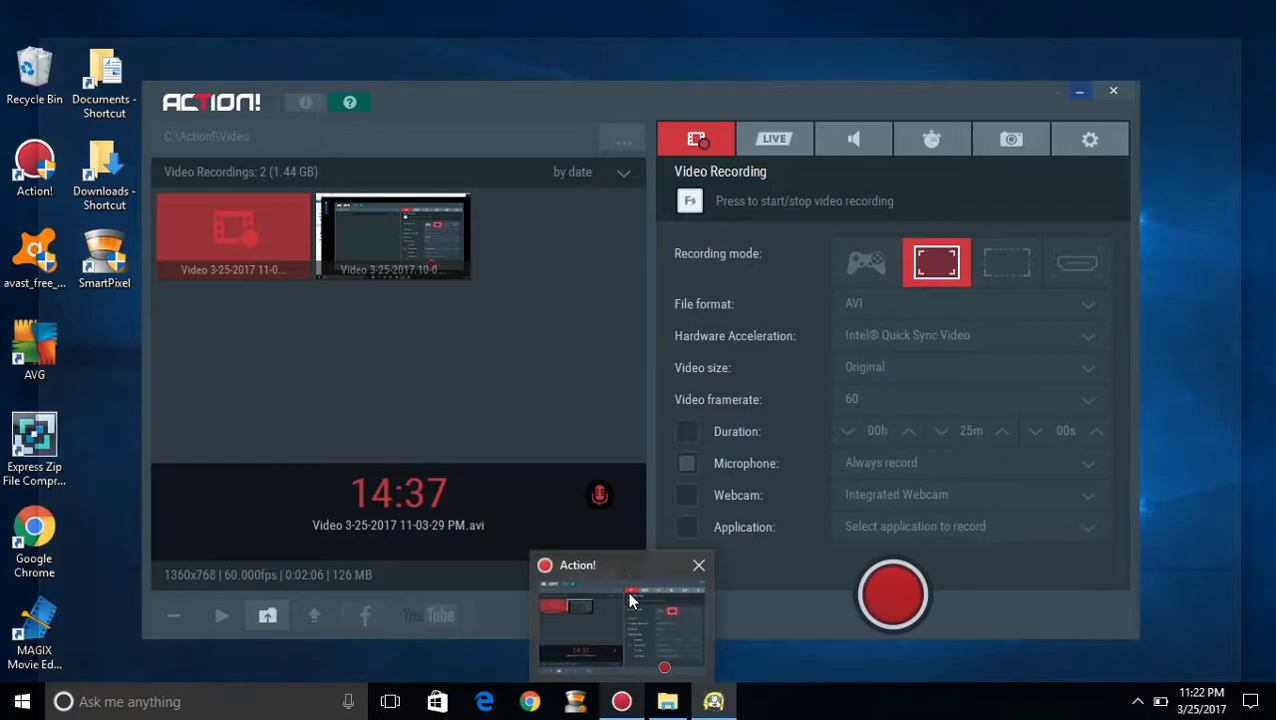 Recycle Bin
Documents - Shortcut
Action!
Downloads - Shortcut
avast_free_...
SmartPixel
AVG
Express Zip File Compr...
Google Chrome
MAGIX Movie Ed...
ACTION!
?
C:\Action!\Video
...
Video Recordings: 2 (1.44 GB)
by date
Video 3-25-2017 11-0...
Video 3-25-2017 10-0...
14:37
Video 3-25-2017 11-03-29 PM.avi
1360x768 | 60.000fps | 0:02:06 | 126 MB
YouTube
LIVE
Video Recording
F9
Press to start/stop video recording
Recording mode:
File format:
AVI
Hardware Acceleration:
Intel® Quick Sync Video
Video size:
Original
Video framerate:
60
Duration:
00h
25m
00s
Microphone:
Always record
Webcam:
Integrated Webcam
Application:
Select application to record
Action!
14:37
Ask me anything
11:22 PM
3/25/2017